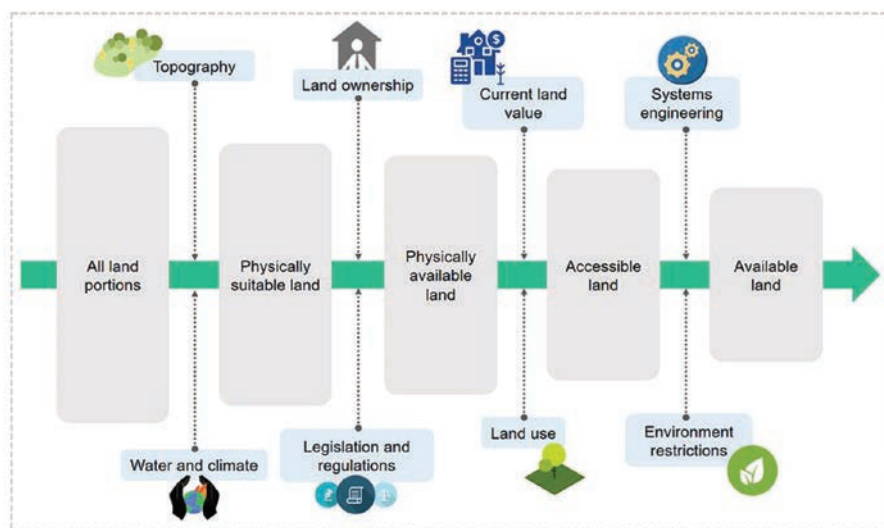 Topography
Land ownership
Current land
value
Systems
engineering
All land
portions
Physically
suitable land
Physically
available
land
Accessible
land
Available
land
Water and climate
Legislation and
regulations
Land use
Environment
restrictions